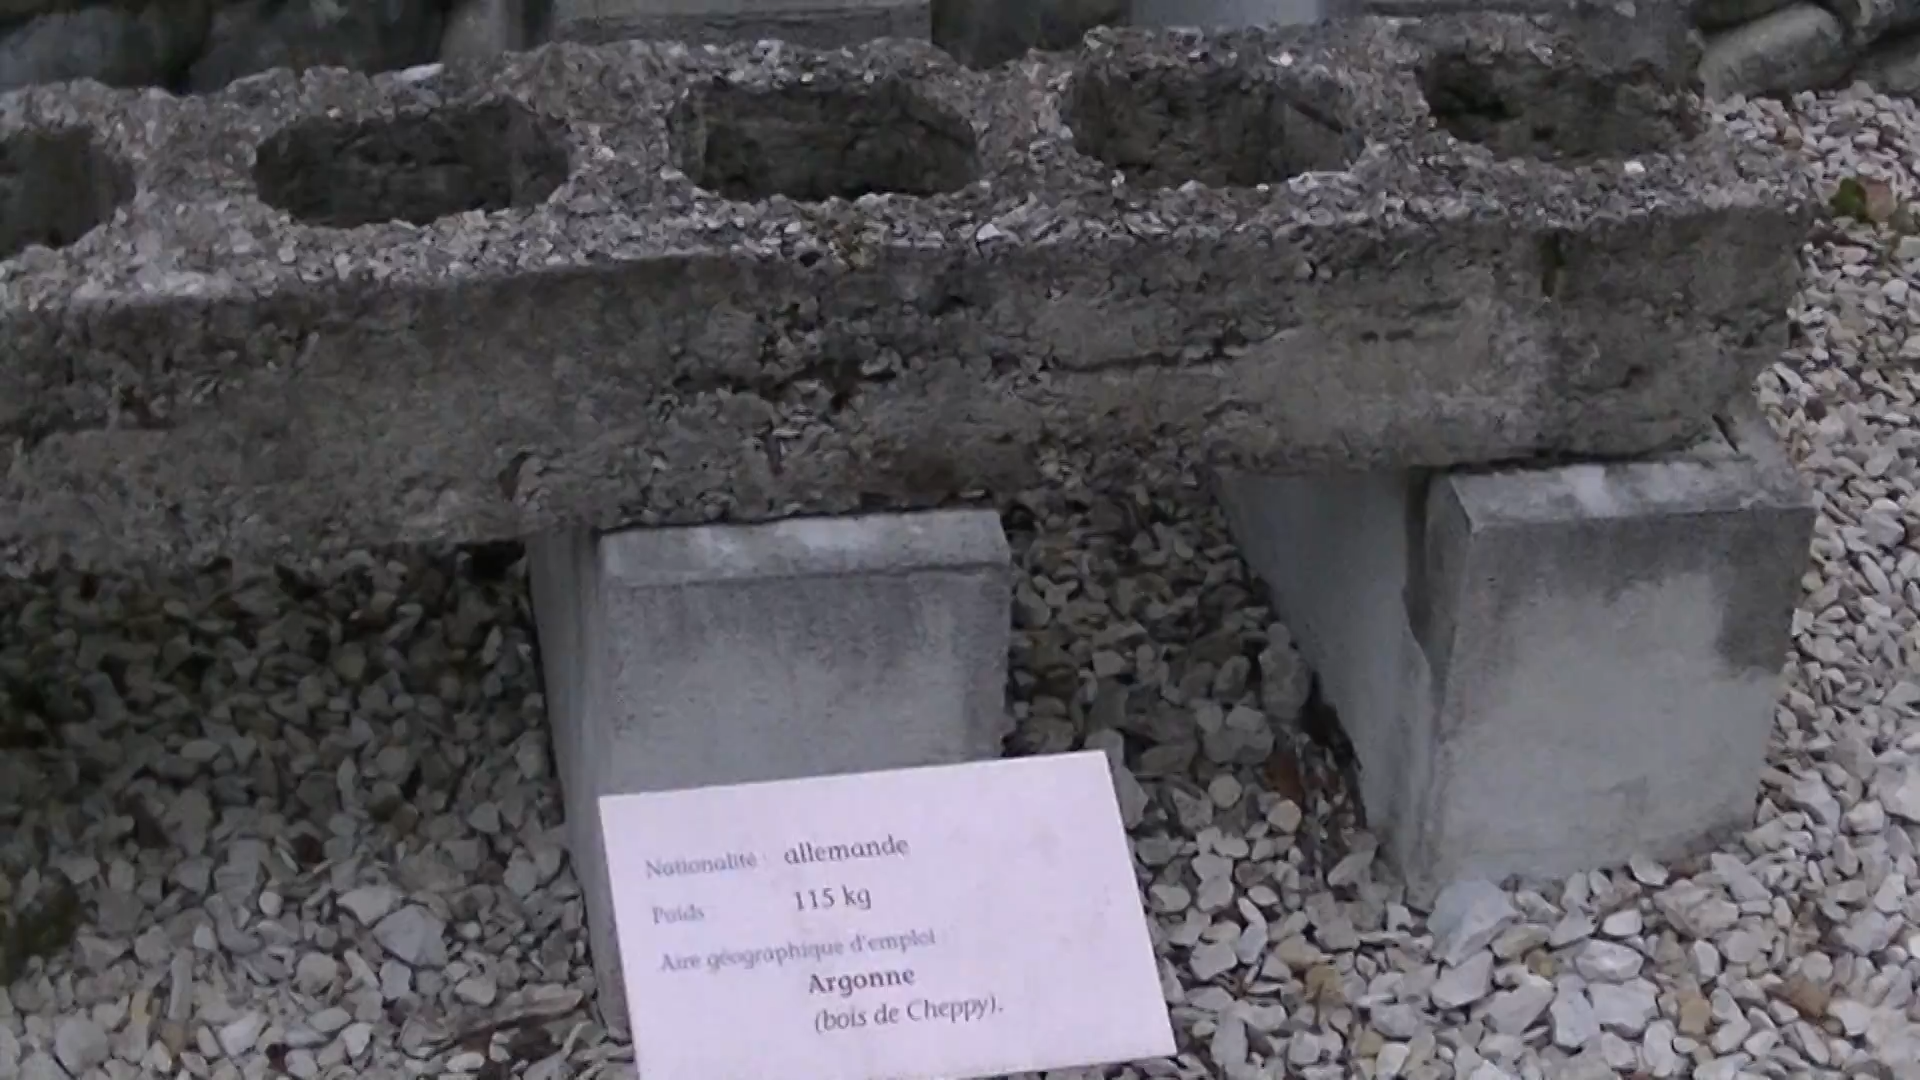 Nationalité : allemande
Poids 115 kg
Aire géographique d'emploi :
Argonne
(bois de Cheppy).